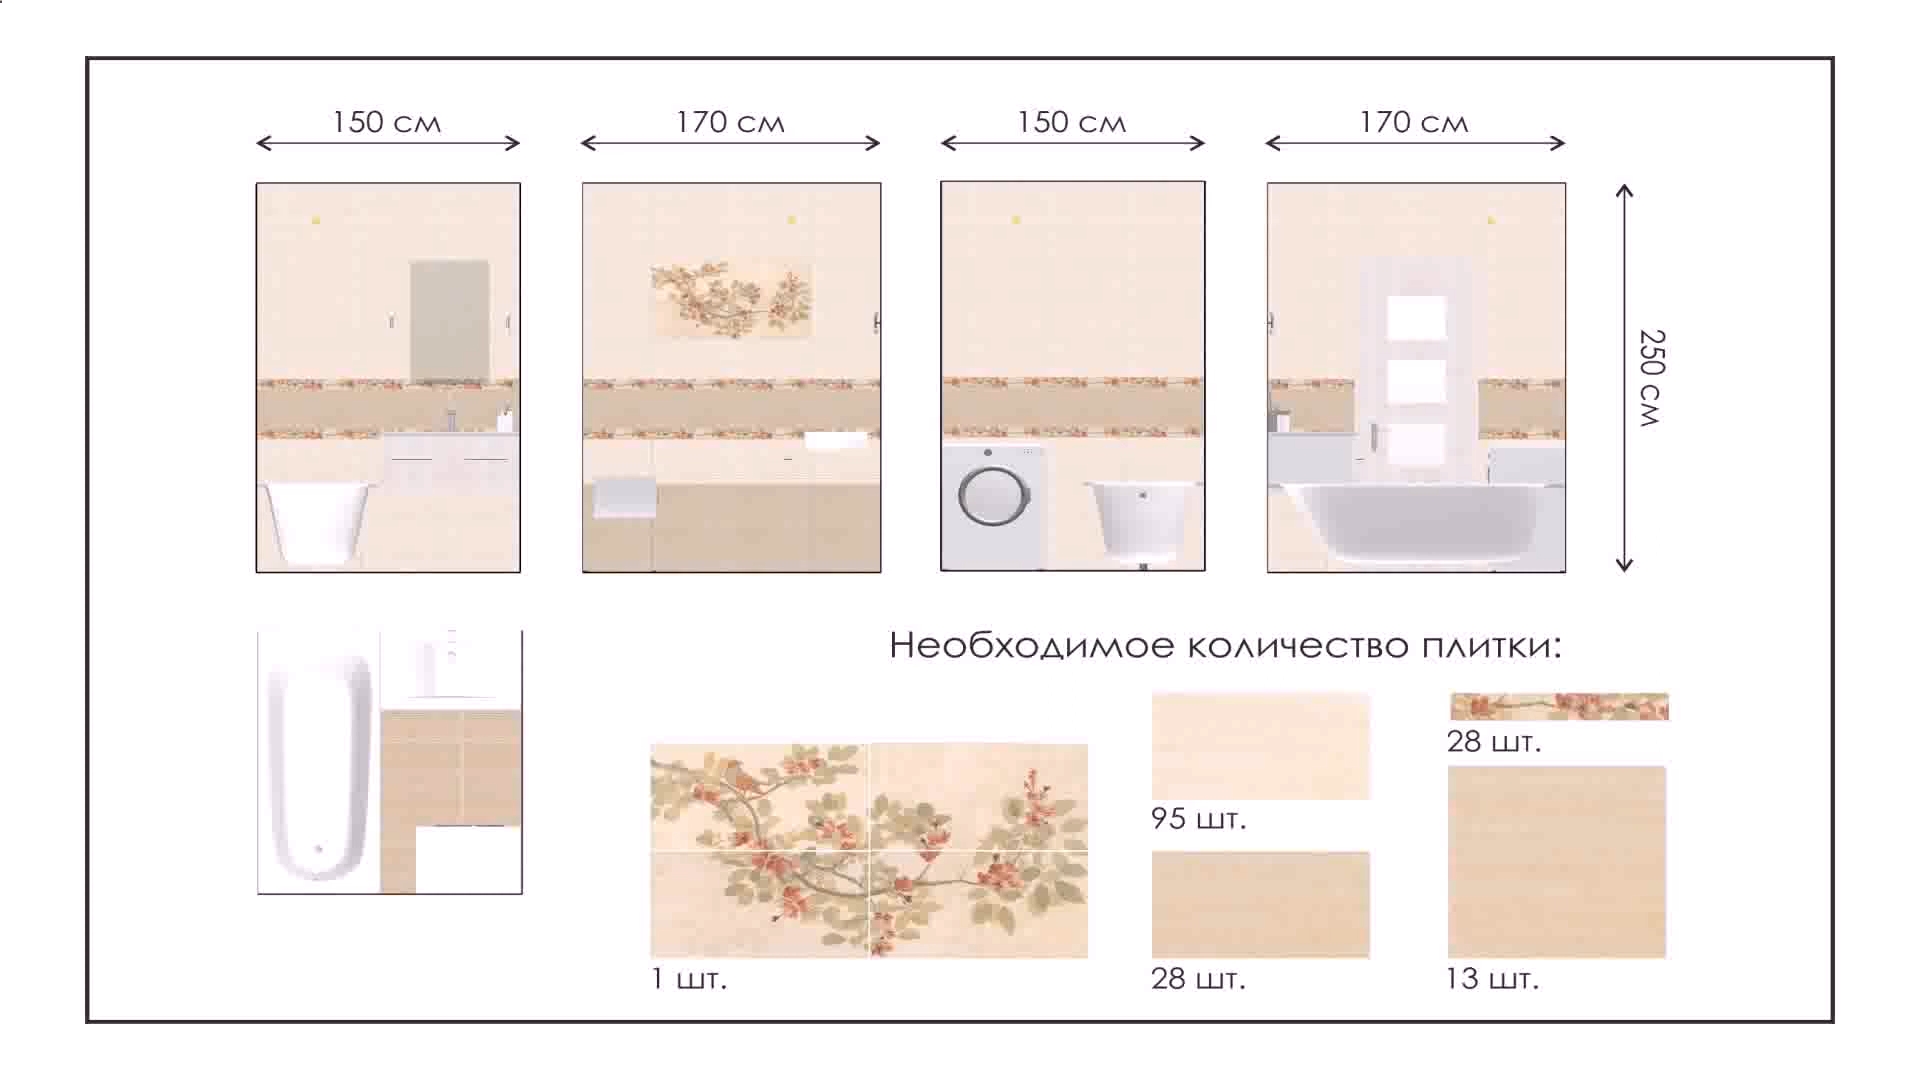 150 см
170 см
150 см
170 см
250 см
Необходимое количество плитки:
28 шт.
95 шт.
1 шт.
28 шт.
13 шт.